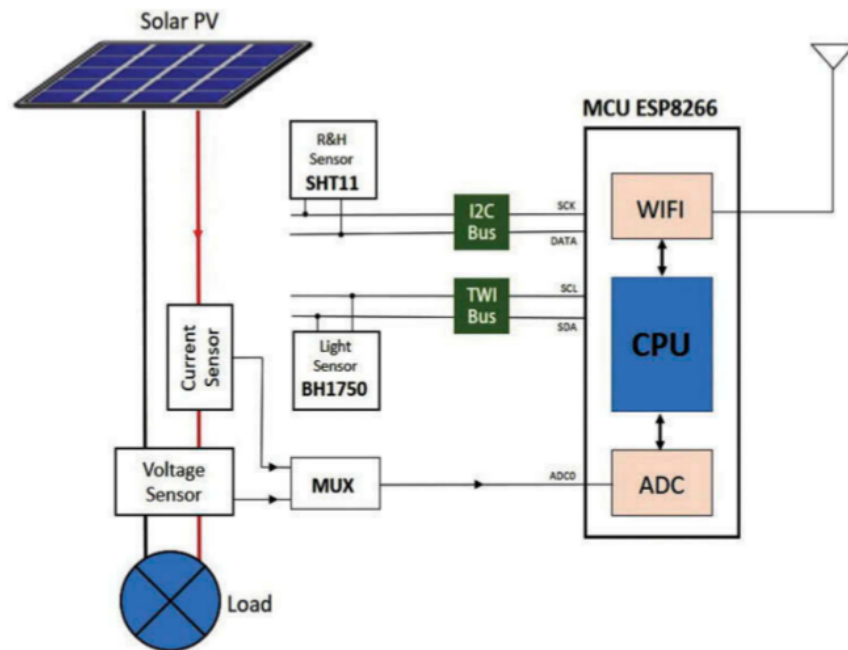 Solar PV
MCU ESP8266
R&H
Sensor
SHT11
I2C
Bus
SCK
DATA
WIFI
TWI
Bus
SCL
SDA
CPU
Current
Sensor
Light
Sensor
BH1750
Voltage
Sensor
MUX
ADC0
ADC
Load